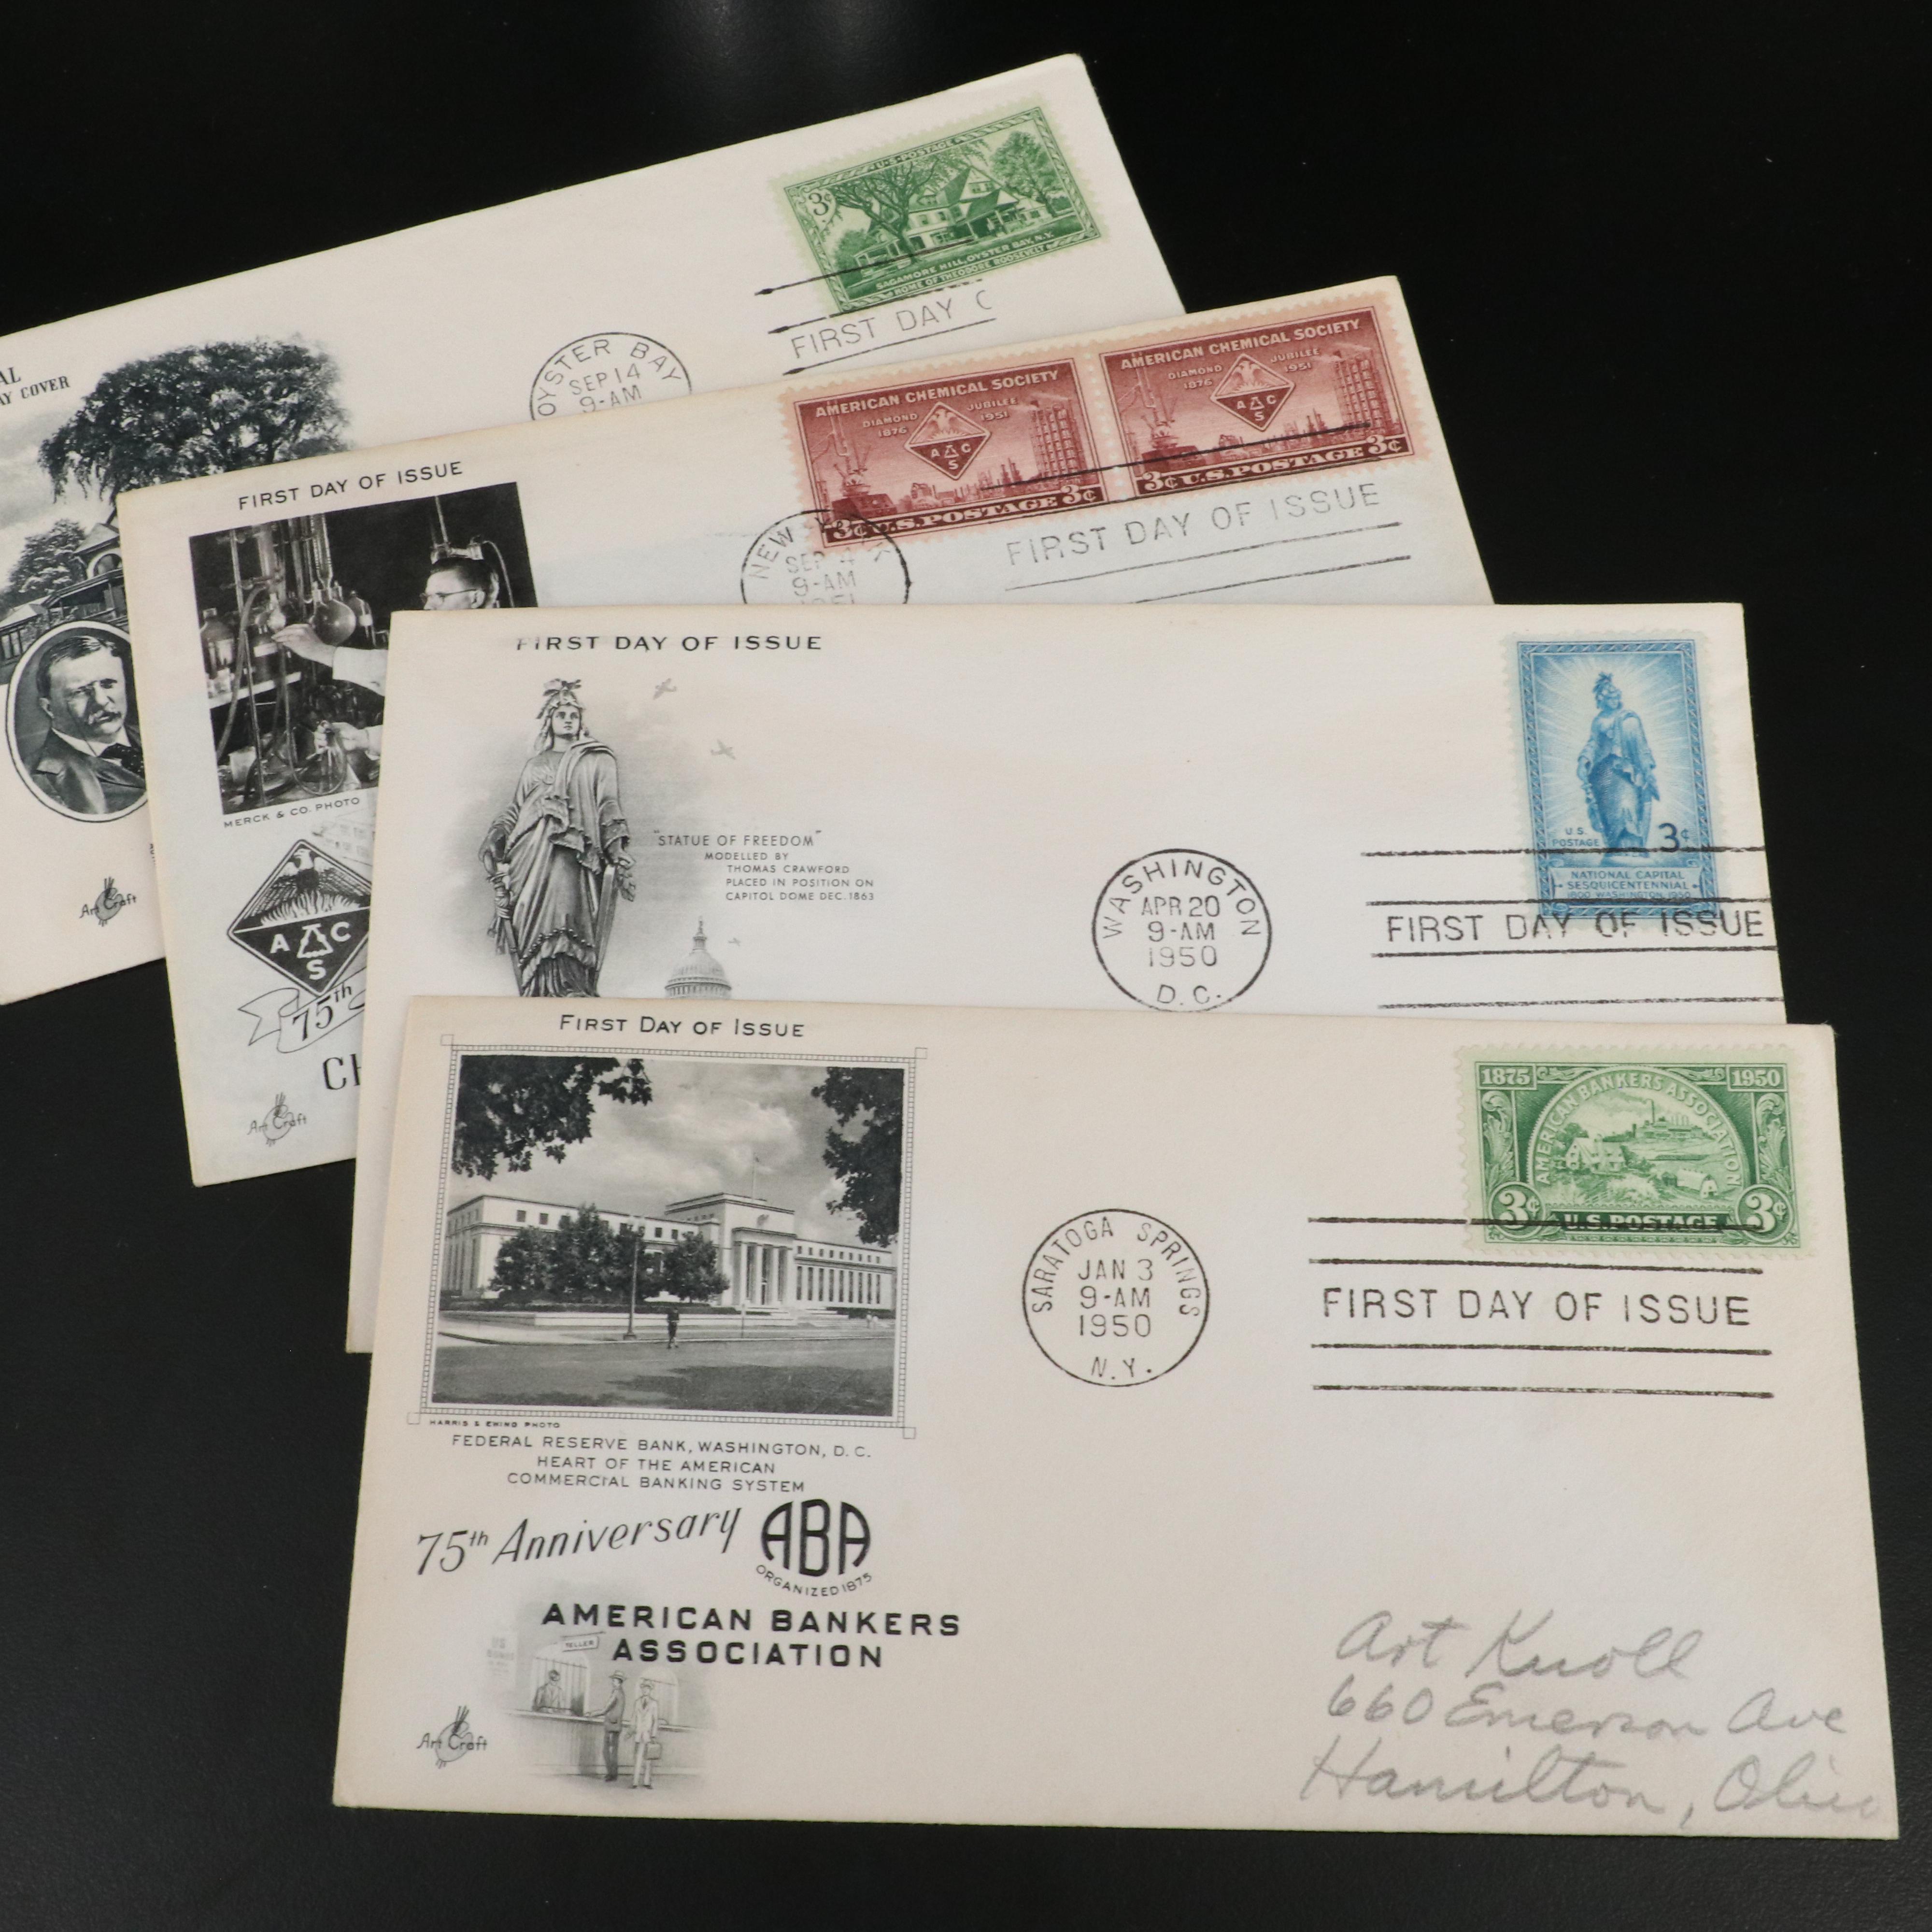 AL
AY COVER
U·S·POSTAGE
3¢
SAGAMORE HILL, OYSTER BAY, N.Y.
HOME OF THEODORE ROOSEVELT
OYSTER BAY
SEP 14
9-AM
FIRST DAY
Art Craft
FIRST DAY OF ISSUE
MERCK & CO. PHOTO
A C
S
75th
CH
Art Craft
AMERICAN CHEMICAL SOCIETY
DIAMOND JUBILEE
1876 1951
A C
S
3¢ U.S. POSTAGE 3¢
AMERICAN CHEMICAL SOCIETY
DIAMOND JUBILEE
1876 1951
A C
S
3¢ U.S. POSTAGE 3¢
NEW YORK
SEP 4
9-AM
1951
FIRST DAY OF ISSUE
FIRST DAY OF ISSUE
"STATUE OF FREEDOM"
MODELLED BY
THOMAS CRAWFORD
PLACED IN POSITION ON
CAPITOL DOME DEC. 1863
WASHINGTON
APR 20
9-AM
1950
D.C.
U.S.
POSTAGE 3¢
NATIONAL CAPITAL
SESQUICENTENNIAL
1800·WASHINGTON·1950
FIRST DAY OF ISSUE
FIRST DAY OF ISSUE
HARRIS & EWING PHOTO
FEDERAL RESERVE BANK, WASHINGTON, D. C.
HEART OF THE AMERICAN
COMMERCIAL BANKING SYSTEM
75th Anniversary ABA
ORGANIZED 1875
AMERICAN BANKERS
ASSOCIATION
TELLER
Art Craft
SARATOGA SPRINGS
JAN 3
9-AM
1950
N.Y.
1875 1950
AMERICAN BANKERS ASSOCIATION
3¢ U.S. POSTAGE 3¢
FIRST DAY OF ISSUE
Art Knoll
660 Emerson Ave
Hamilton, Ohio